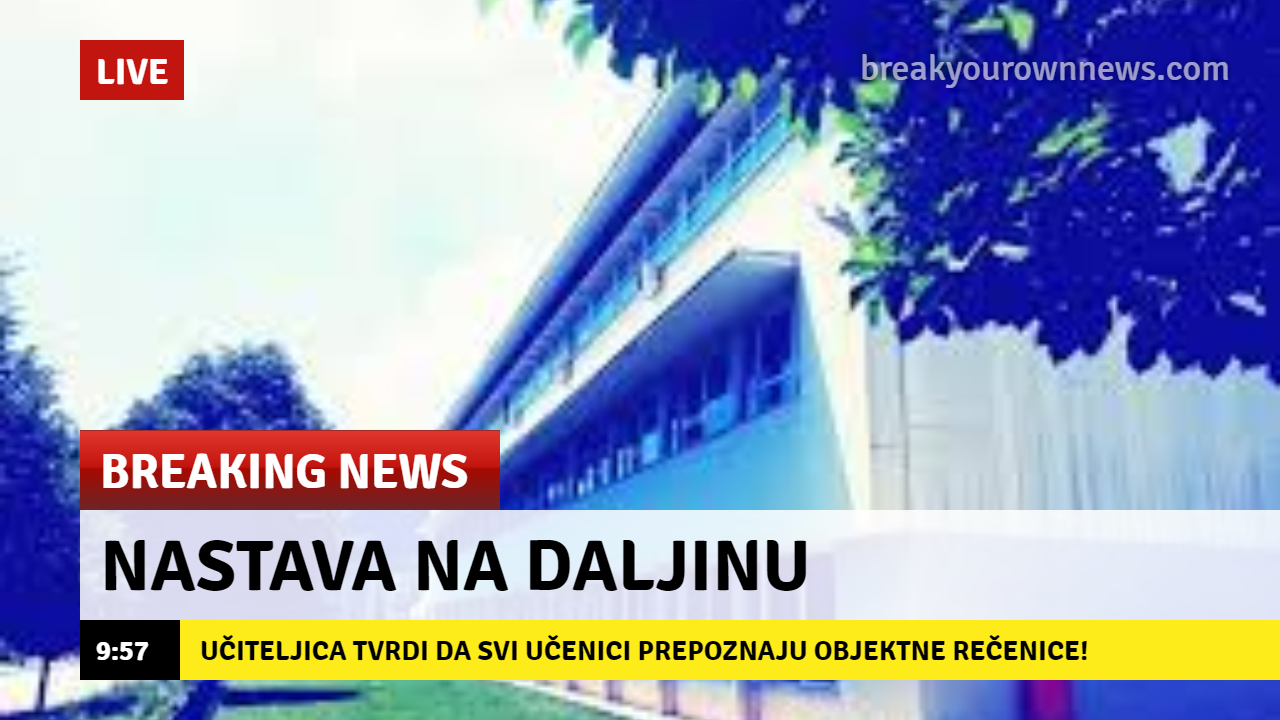 LIVE
breakyourownnews.com
BREAKING NEWS
NASTAVA NA DALJINU
9:57 UČITELJICA TVRDI DA SVI UČENICI PREPOZNAJU OBJEKTNE REČENICE!